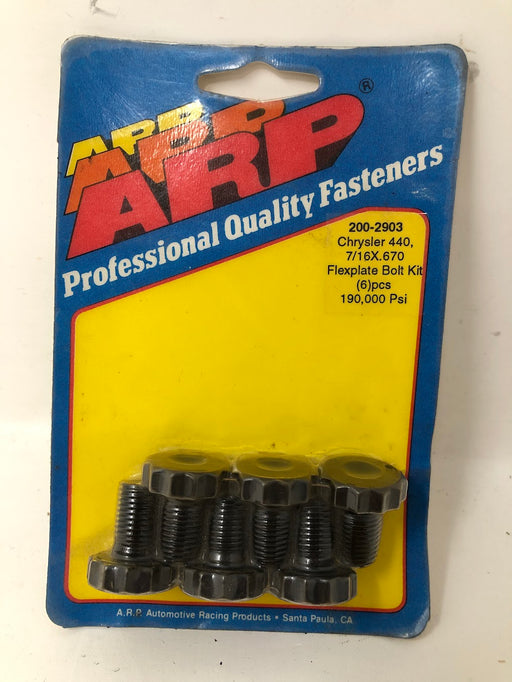 ARP
ARP
ARP®
Professional Quality Fasteners
200-2903
Chrysler 440,
7/16X.670
Flexplate Bolt Kit
(6)pcs
190,000 Psi
A.R.P. Automotive Racing Products • Santa Paula, CA